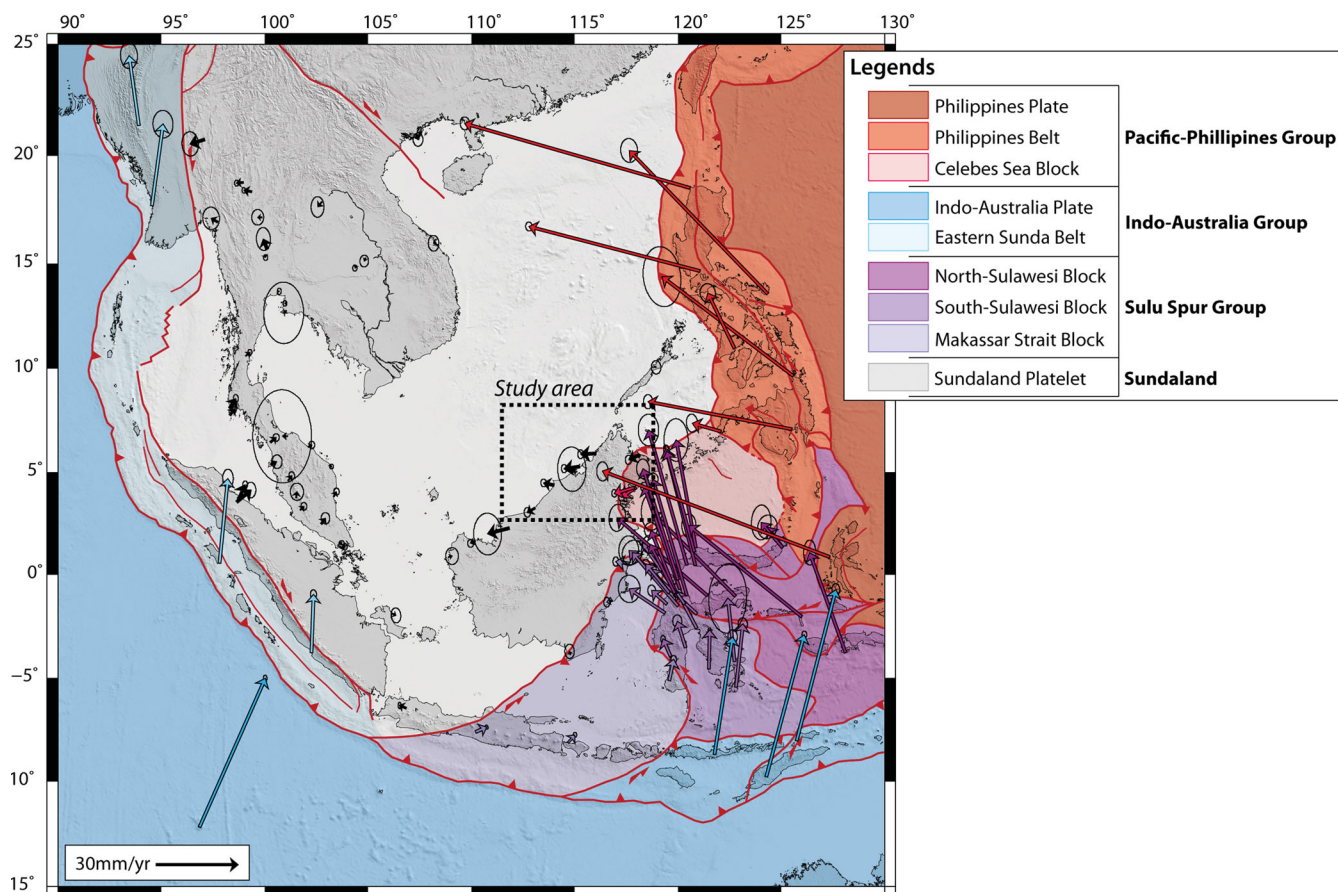 90° 95° 100° 105° 110° 115° 120° 125° 130°
25°
20°
15°
10°
5°
0°
−5°
10°
15°
Study area
30mm/yr
Legends
Philippines Plate
Philippines Belt
Celebes Sea Block
Pacific-Phillipines Group
Indo-Australia Plate
Eastern Sunda Belt
Indo-Australia Group
North-Sulawesi Block
South-Sulawesi Block
Makassar Strait Block
Sulu Spur Group
Sundaland Platelet
Sundaland